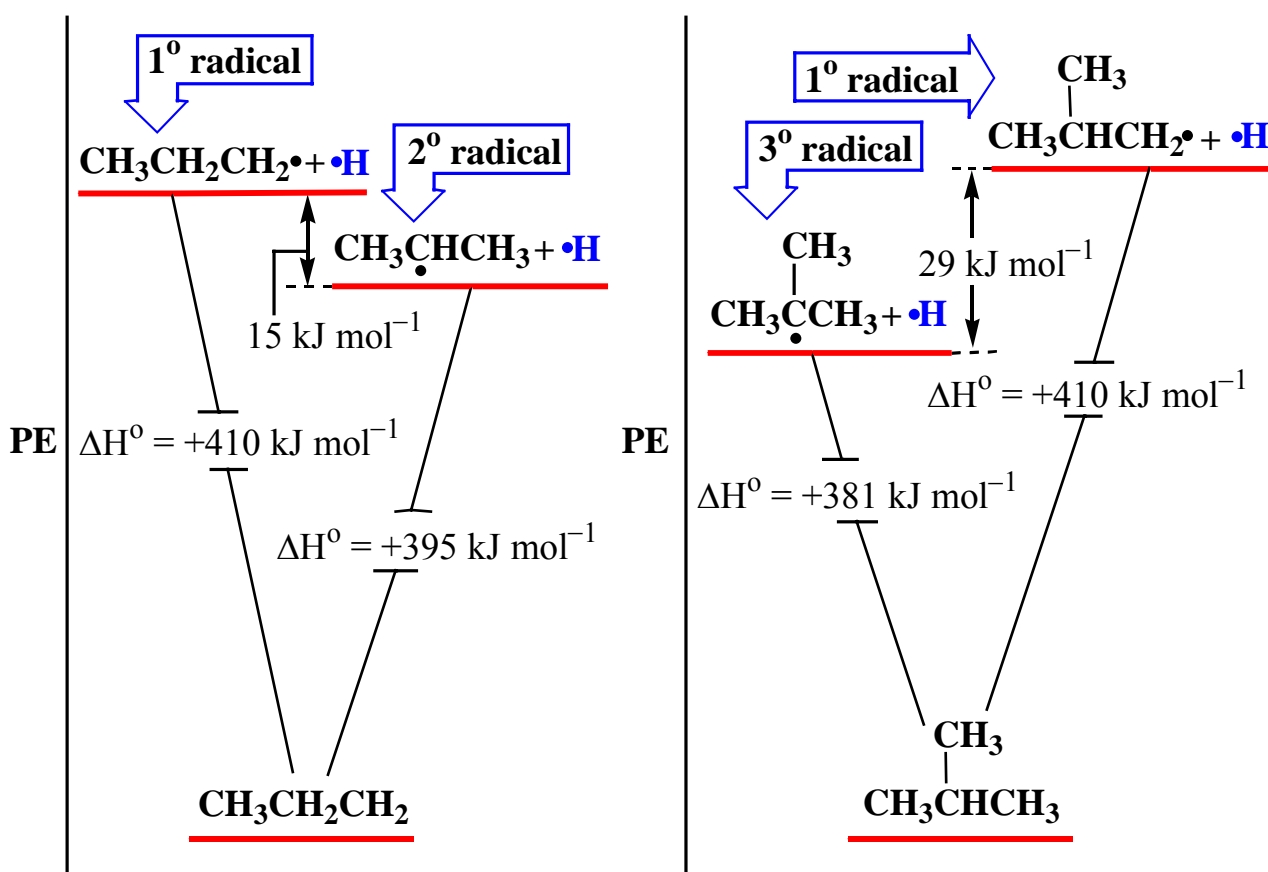 1° radical
CH₃CH₂CH₂• + •H
2° radical
CH₃CHCH₃ + •H
•
15 kJ mol⁻¹
PE
ΔH° = +410 kJ mol⁻¹
ΔH° = +395 kJ mol⁻¹
CH₃CH₂CH₂
1° radical
CH₃
CH₃CHCH₂• + •H
3° radical
CH₃
CH₃CCH₃ + •H
•
29 kJ mol⁻¹
PE
ΔH° = +410 kJ mol⁻¹
ΔH° = +381 kJ mol⁻¹
CH₃
CH₃CHCH₃